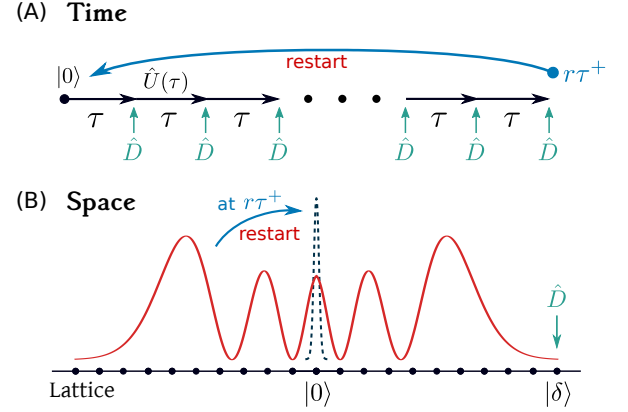 (A) Time
restart
|0⟩ Û(τ) rτ⁺
τ τ τ τ τ
D̂ D̂ D̂ D̂ D̂ D̂
(B) Space
at rτ⁺
restart
D̂
Lattice |0⟩ |δ⟩